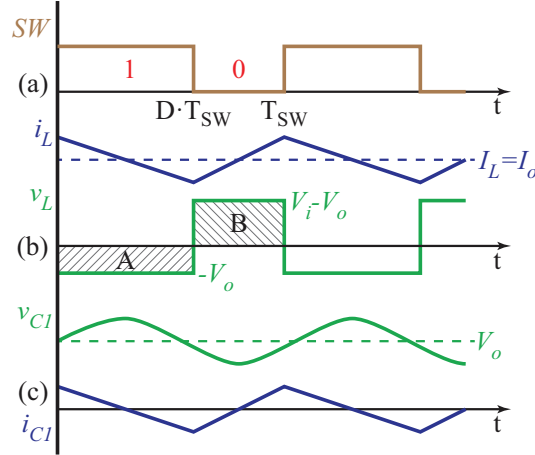 SW
1 0
(a)
t
D·T_SW T_SW
i_L
I_L=I_o
v_L
V_i-V_o
B
(b)
A
-V_o
v_C1
V_o
(c)
t
i_C1